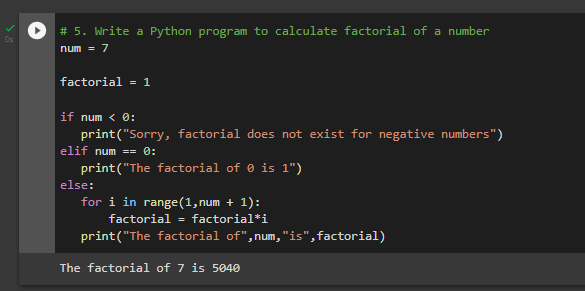 # 5. Write a Python program to calculate factorial of a number
num = 7
factorial = 1
if num < 0:
   print("Sorry, factorial does not exist for negative numbers")
elif num == 0:
   print("The factorial of 0 is 1")
else:
   for i in range(1,num + 1):
       factorial = factorial*i
   print("The factorial of",num,"is",factorial)
The factorial of 7 is 5040
0s